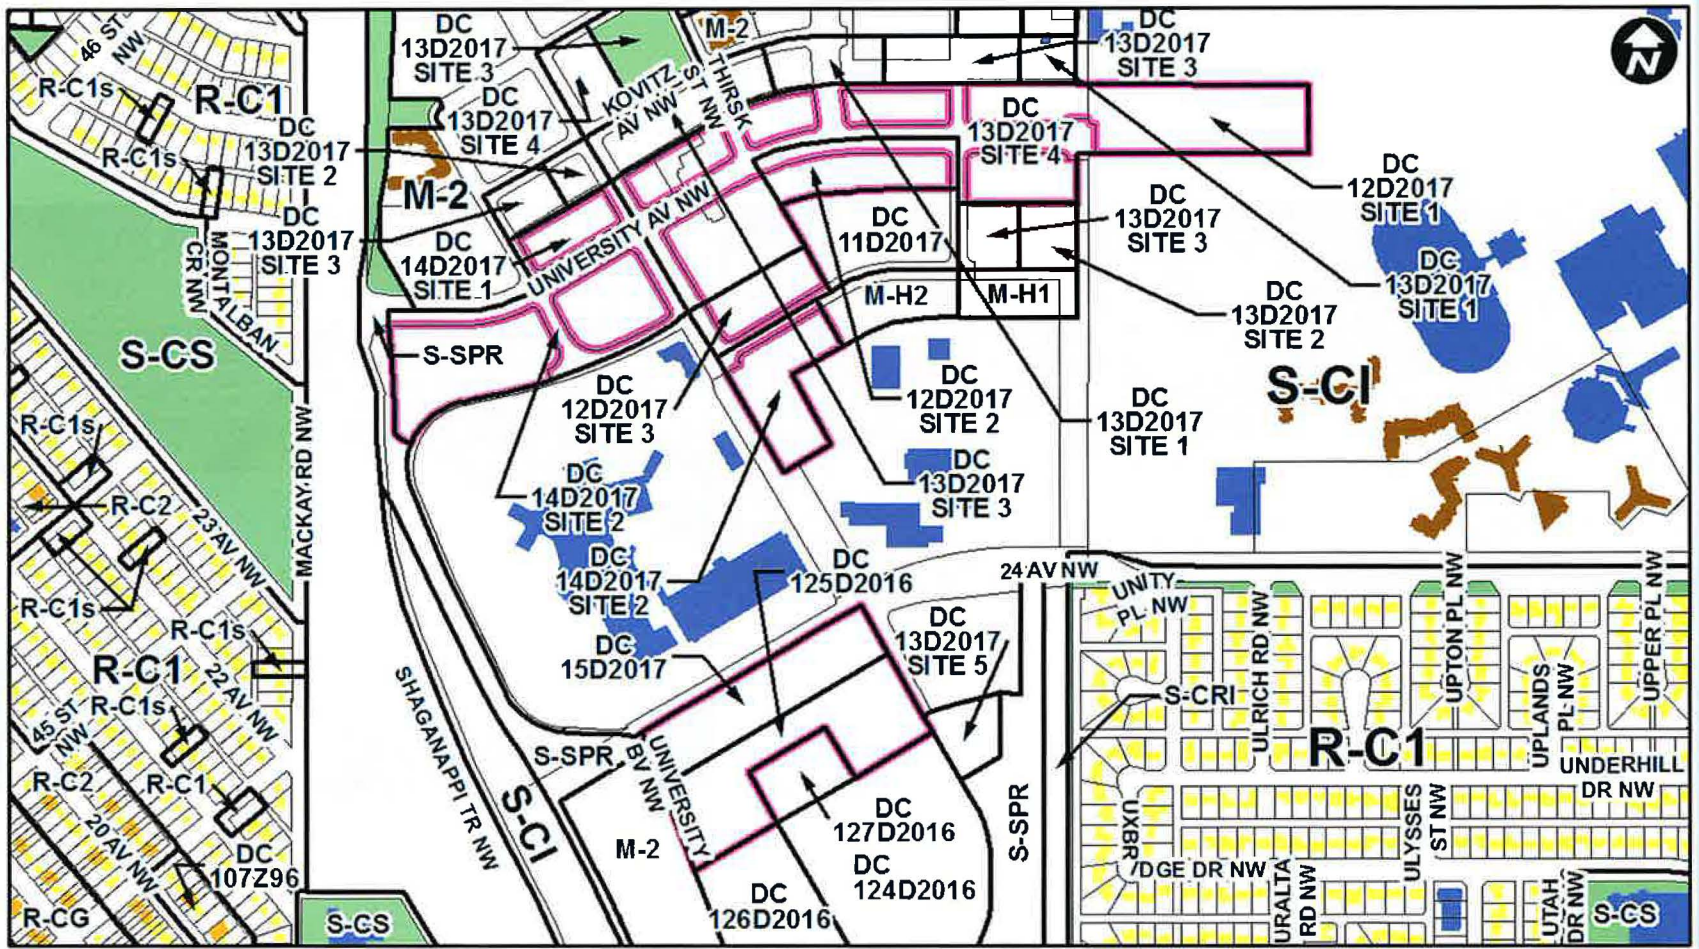 46 ST
NW
R-C1s
R-C1
R-C1s
DC
13D2017
SITE 3
DC
13D2017
SITE 4
DC
13D2017
SITE 2
M-2
DC
13D2017
SITE 3
DC
14D2017
SITE 1
KOVITZ
AV NW
THIRSK
ST NW
M-2
UNIVERSITY AV NW
DC
13D2017
SITE 3
DC
13D2017
SITE 4
N
DC
12D2017
SITE 1
DC
13D2017
SITE 3
DC
11D2017
DC
13D2017
SITE 1
DC
13D2017
SITE 2
M-H2
M-H1
MONTALBAN
CR NW
S-CS
S-SPR
DC
12D2017
SITE 3
DC
12D2017
SITE 2
DC
13D2017
SITE 1
S-CI
R-C1s
MACKAY RD NW
R-C2
23 AV NW
DC
14D2017
SITE 2
DC
13D2017
SITE 3
DC
14D2017
SITE 2
DC
125D2016
24 AV NW
UNITY
PL NW
R-C1s
R-C1s
R-C1
22 AV NW
R-C1s
45 ST
NW
R-C2
R-C1
20 AV NW
DC
107Z96
R-CG
S-CS
SHAGANAPPI TR NW
S-CI
DC
15D2017
DC
13D2017
SITE 5
S-SPR
UNIVERSITY
BV NW
M-2
DC
127D2016
DC
124D2016
DC
126D2016
S-SPR
S-CRI
ULRICH RD NW
UPTON PL NW
UPLANDS
PL NW
UPPER PL NW
R-C1
UNDERHILL
DR NW
UXBRIDGE DR NW
ULYSSES
ST NW
URALTA
RD NW
UTAH
DR NW
S-CS